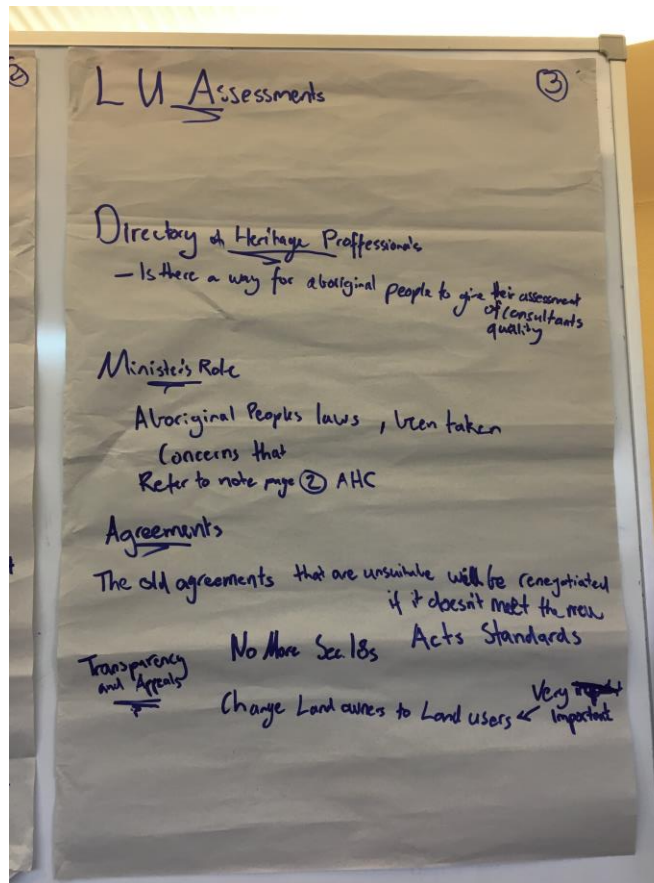 ②
L U Assessments
③
Directory of Heritage Proffessionals
— Is there a way for aboriginal people to give their assessment
of consultants
quality
Minister's Role
Aboriginal Peoples laws, been taken
Concerns that
Refer to note page ② AHC
Agreements
The old agreements that are unsuitable will be renegotiated
if it doesn't meet the new
Acts Standards
No More Sec. 18s
Transparency
and Appeals
Change Land owners to Land users ← Very
Important